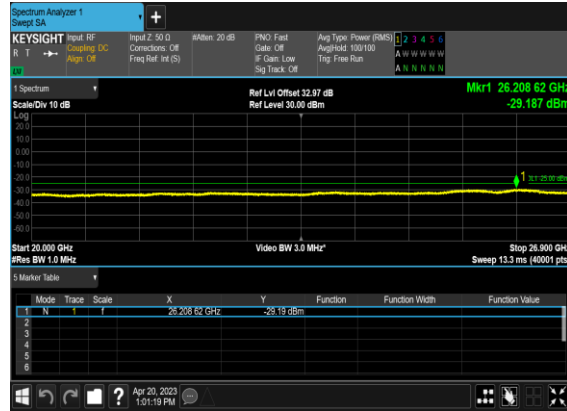 Spectrum Analyzer 1
Swept SA
+
KEYSIGHT Input: RF Input Z: 50 Ω #Atten: 20 dB PNO: Fast Avg Type: Power (RMS) 1 2 3 4 5 6
R T Coupling: DC Corrections: Off Gate: Off Avg|Hold: 100/100 A W W W W W
Align: Off Freq Ref: Int (S) IF Gain: Low Trig: Free Run
Sig Track: Off A N N N N N
1 Spectrum Ref Lvl Offset 32.97 dB Mkr1 26.208 62 GHz
Scale/Div 10 dB Ref Level 30.00 dBm -29.187 dBm
Log
20.0
10.0
0.00
-10.0
-20.0 1
-30.0
-40.0
-50.0
-60.0
Start 20.000 GHz Video BW 3.0 MHz* Stop 26.900 GHz
#Res BW 1.0 MHz Sweep 13.3 ms (40001 pts)
5 Marker Table
Mode Trace Scale X Y Function Function Width Function Value
1 N 1 f 26.208 62 GHz -29.19 dBm
2
3
4
5
6
? Apr 20, 2023
1:01:19 PM